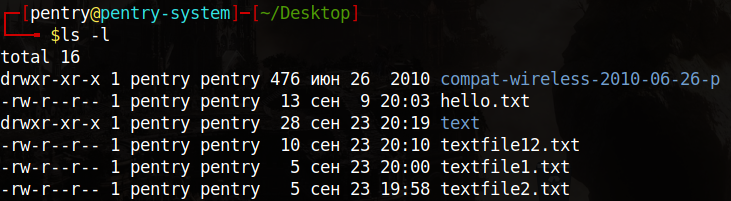 [pentry@pentry-system]-[~/Desktop]
$ls -l
total 16
drwxr-xr-x 1 pentry pentry 476 июн 26  2010 compat-wireless-2010-06-26-p
-rw-r--r-- 1 pentry pentry  13 сен  9 20:03 hello.txt
drwxr-xr-x 1 pentry pentry  28 сен 23 20:19 text
-rw-r--r-- 1 pentry pentry  10 сен 23 20:10 textfile12.txt
-rw-r--r-- 1 pentry pentry   5 сен 23 20:00 textfile1.txt
-rw-r--r-- 1 pentry pentry   5 сен 23 19:58 textfile2.txt